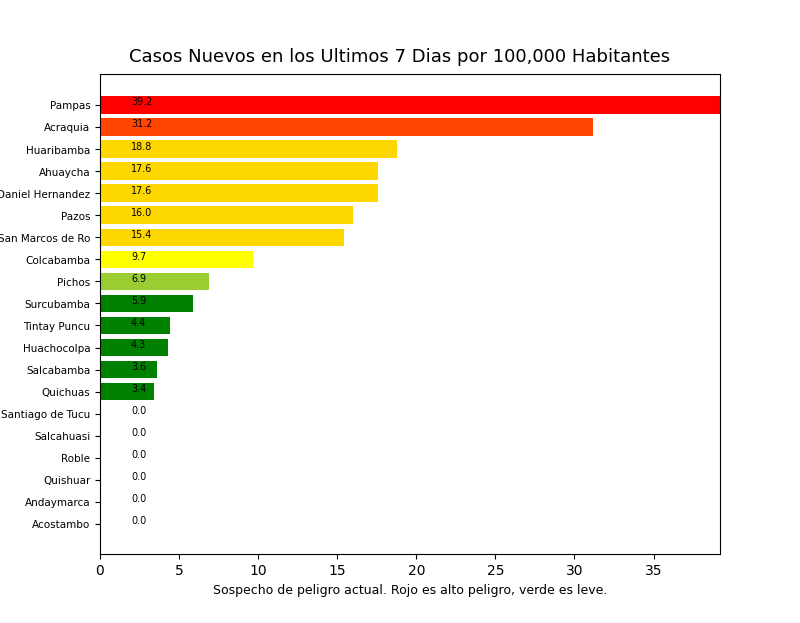 Casos Nuevos en los Ultimos 7 Dias por 100,000 Habitantes
Pampas 39.2
Acraquia 31.2
Huaribamba 18.8
Ahuaycha 17.6
Daniel Hernandez 17.6
Pazos 16.0
San Marcos de Ro 15.4
Colcabamba 9.7
Pichos 6.9
Surcubamba 5.9
Tintay Puncu 4.4
Huachocolpa 4.3
Salcabamba 3.6
Quichuas 3.4
Santiago de Tucu 0.0
Salcahuasi 0.0
Roble 0.0
Quishuar 0.0
Andaymarca 0.0
Acostambo 0.0
0 5 10 15 20 25 30 35
Sospecho de peligro actual. Rojo es alto peligro, verde es leve.